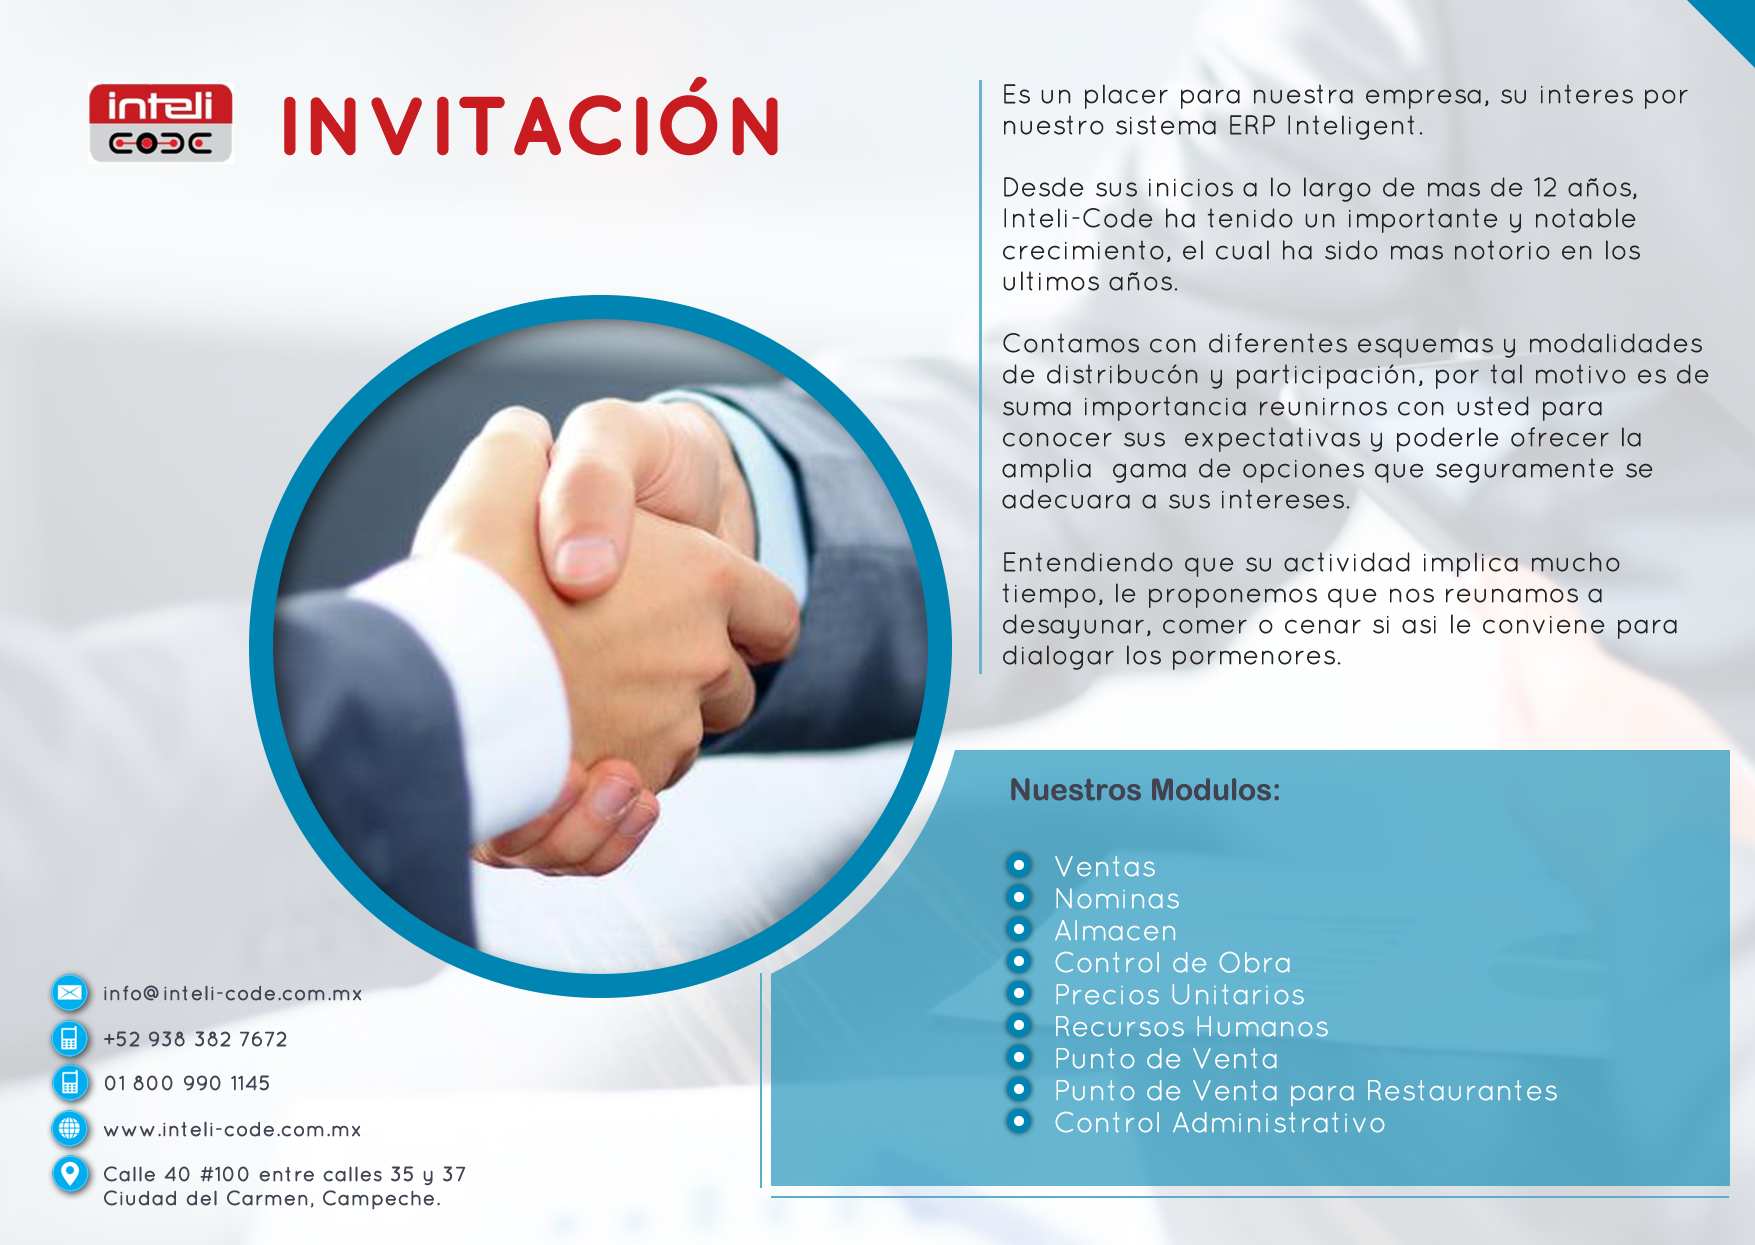 inteli
CODE
INVITACIÓN
Es un placer para nuestra empresa, su interes por
nuestro sistema ERP Inteligent.
Desde sus inicios a lo largo de mas de 12 años,
Inteli-Code ha tenido un importante y notable
crecimiento, el cual ha sido mas notorio en los
ultimos años.
Contamos con diferentes esquemas y modalidades
de distribucón y participación, por tal motivo es de
suma importancia reunirnos con usted para
conocer sus  expectativas y poderle ofrecer la
amplia  gama de opciones que seguramente se
adecuara a sus intereses.
Entendiendo que su actividad implica mucho
tiempo, le proponemos que nos reunamos a
desayunar, comer o cenar si asi le conviene para
dialogar los pormenores.
Nuestros Modulos:
Ventas
Nominas
Almacen
Control de Obra
Precios Unitarios
Recursos Humanos
Punto de Venta
Punto de Venta para Restaurantes
Control Administrativo
info@inteli-code.com.mx
+52 938 382 7672
01 800 990 1145
www.inteli-code.com.mx
Calle 40 #100 entre calles 35 y 37
Ciudad del Carmen, Campeche.